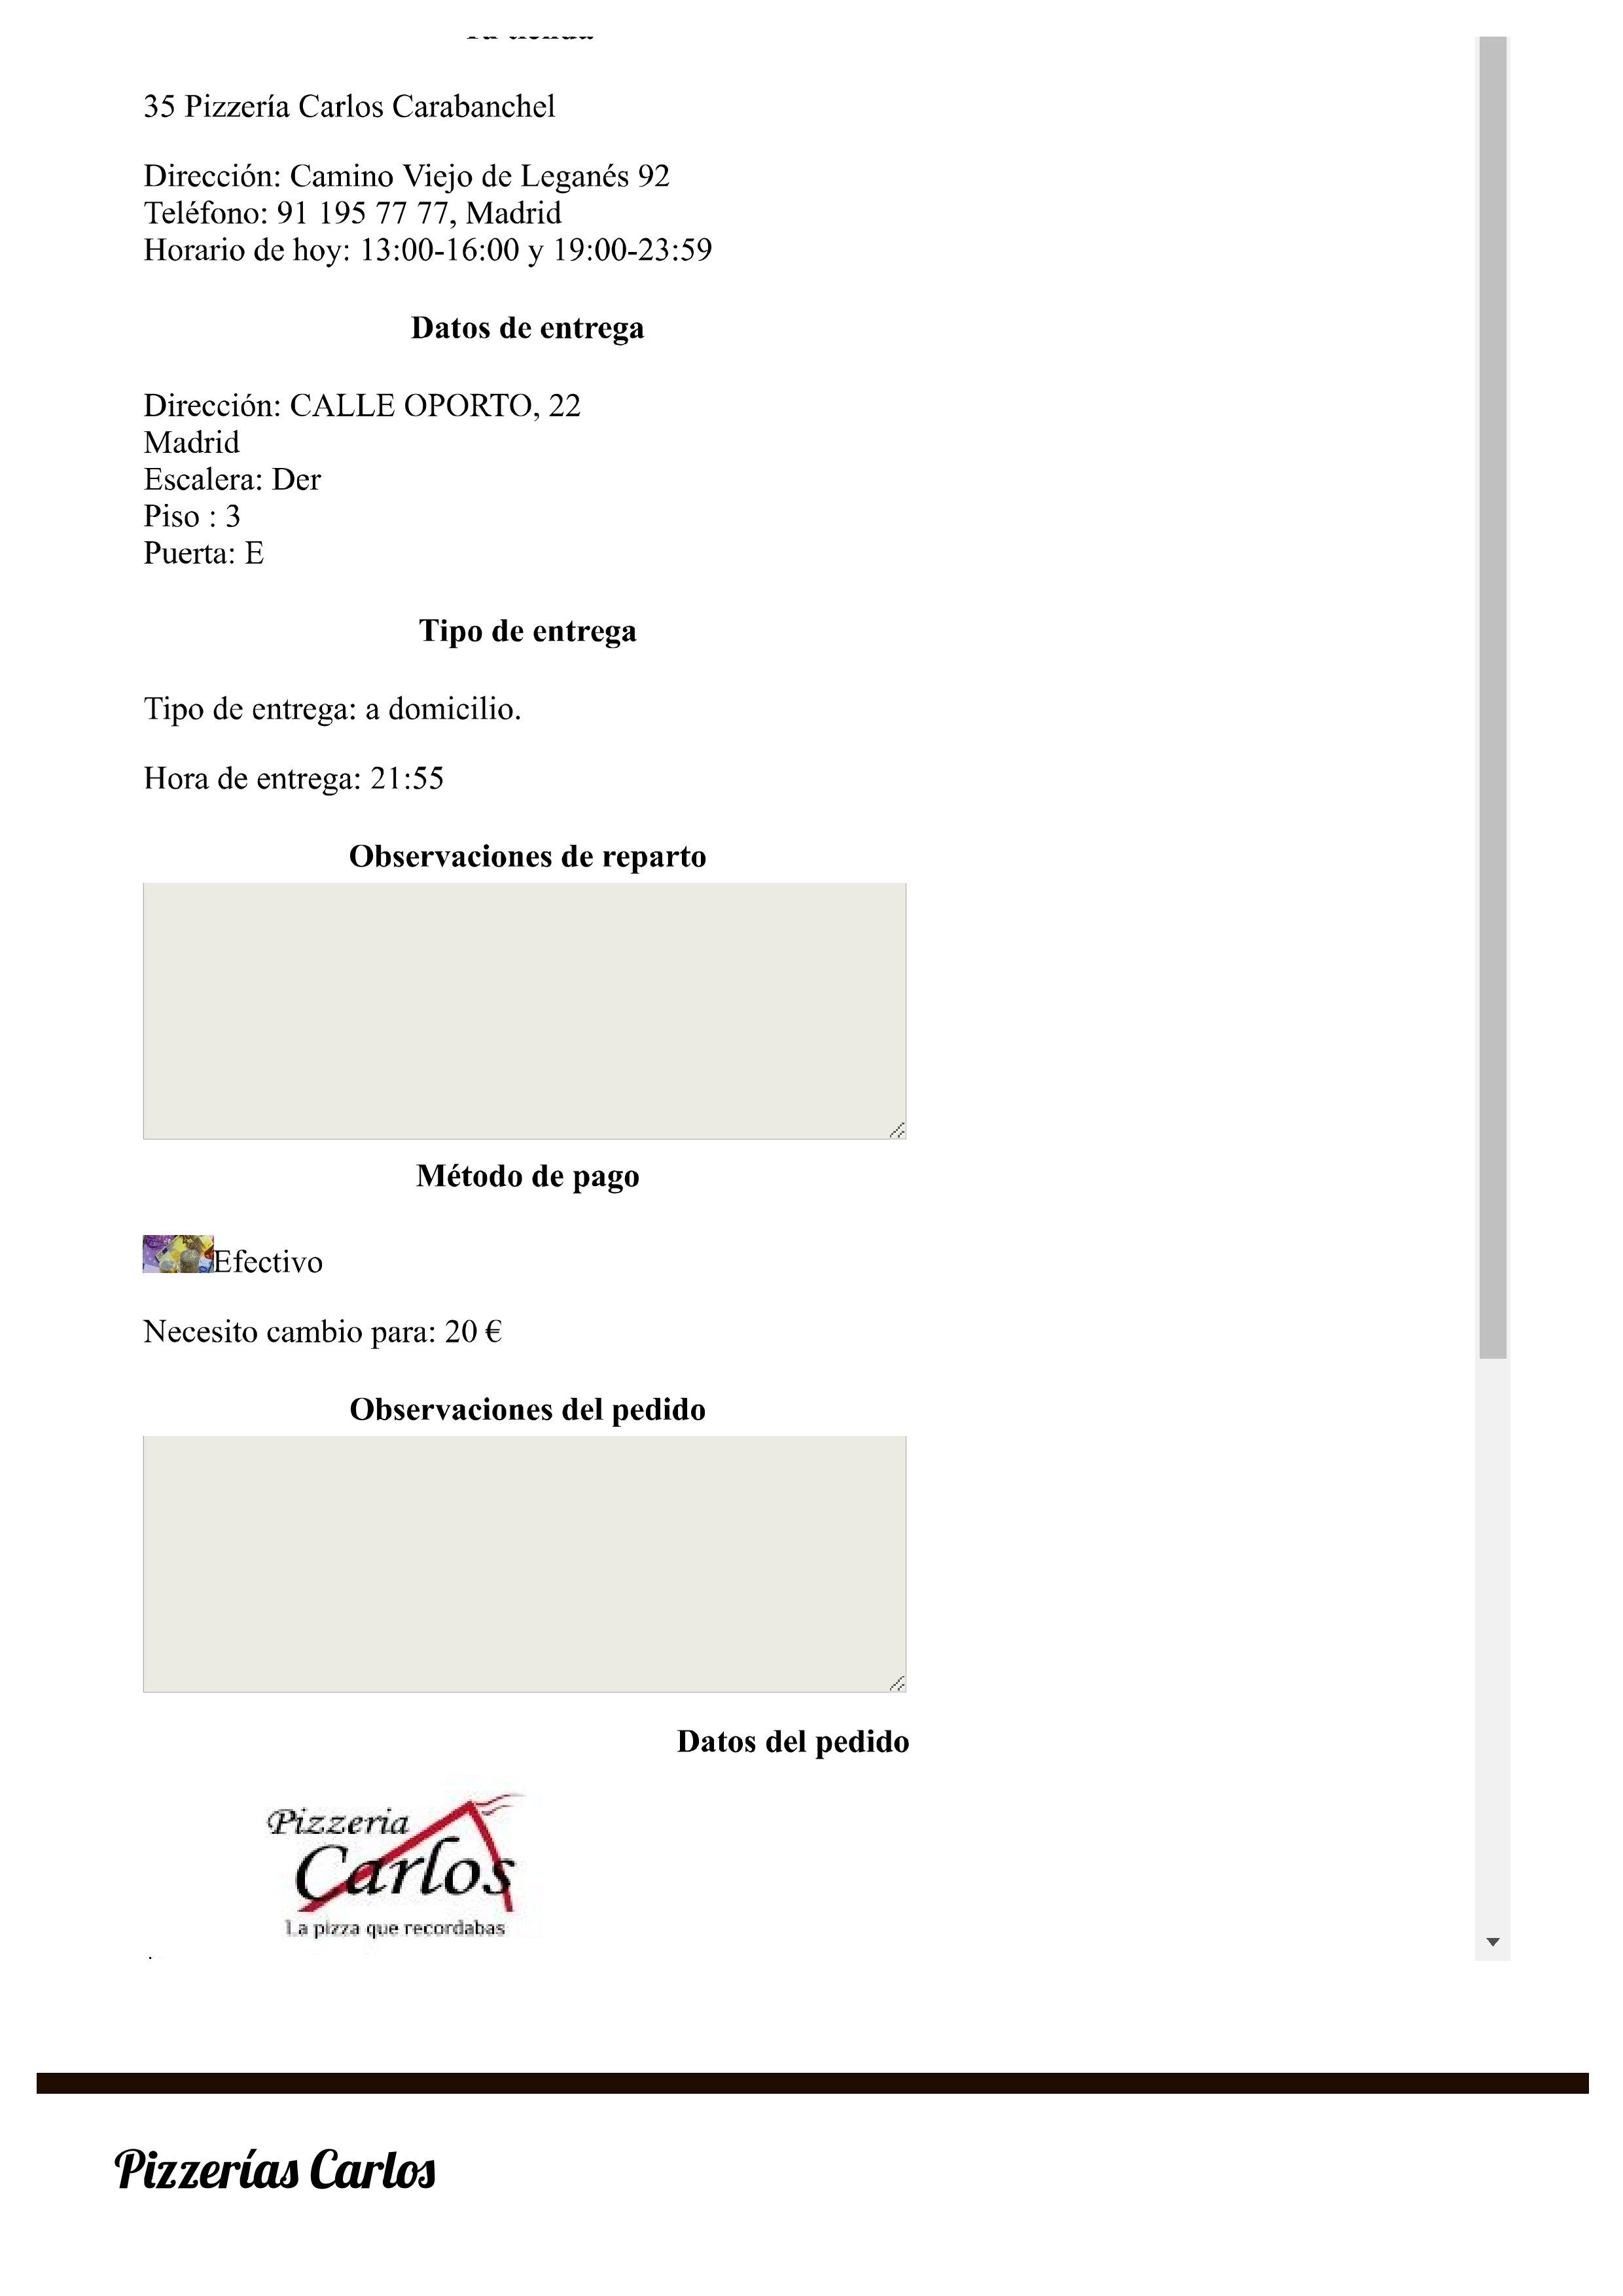 35 Pizzería Carlos Carabanchel
Dirección: Camino Viejo de Leganés 92
Teléfono: 91 195 77 77, Madrid
Horario de hoy: 13:00-16:00 y 19:00-23:59
Datos de entrega
Dirección: CALLE OPORTO, 22
Madrid
Escalera: Der
Piso : 3
Puerta: E
Tipo de entrega
Tipo de entrega: a domicilio.
Hora de entrega: 21:55
Observaciones de reparto
Método de pago
Efectivo
Necesito cambio para: 20 €
Observaciones del pedido
Datos del pedido
Pizzeria
Carlos
La pizza que recordabas
Pizzerías Carlos